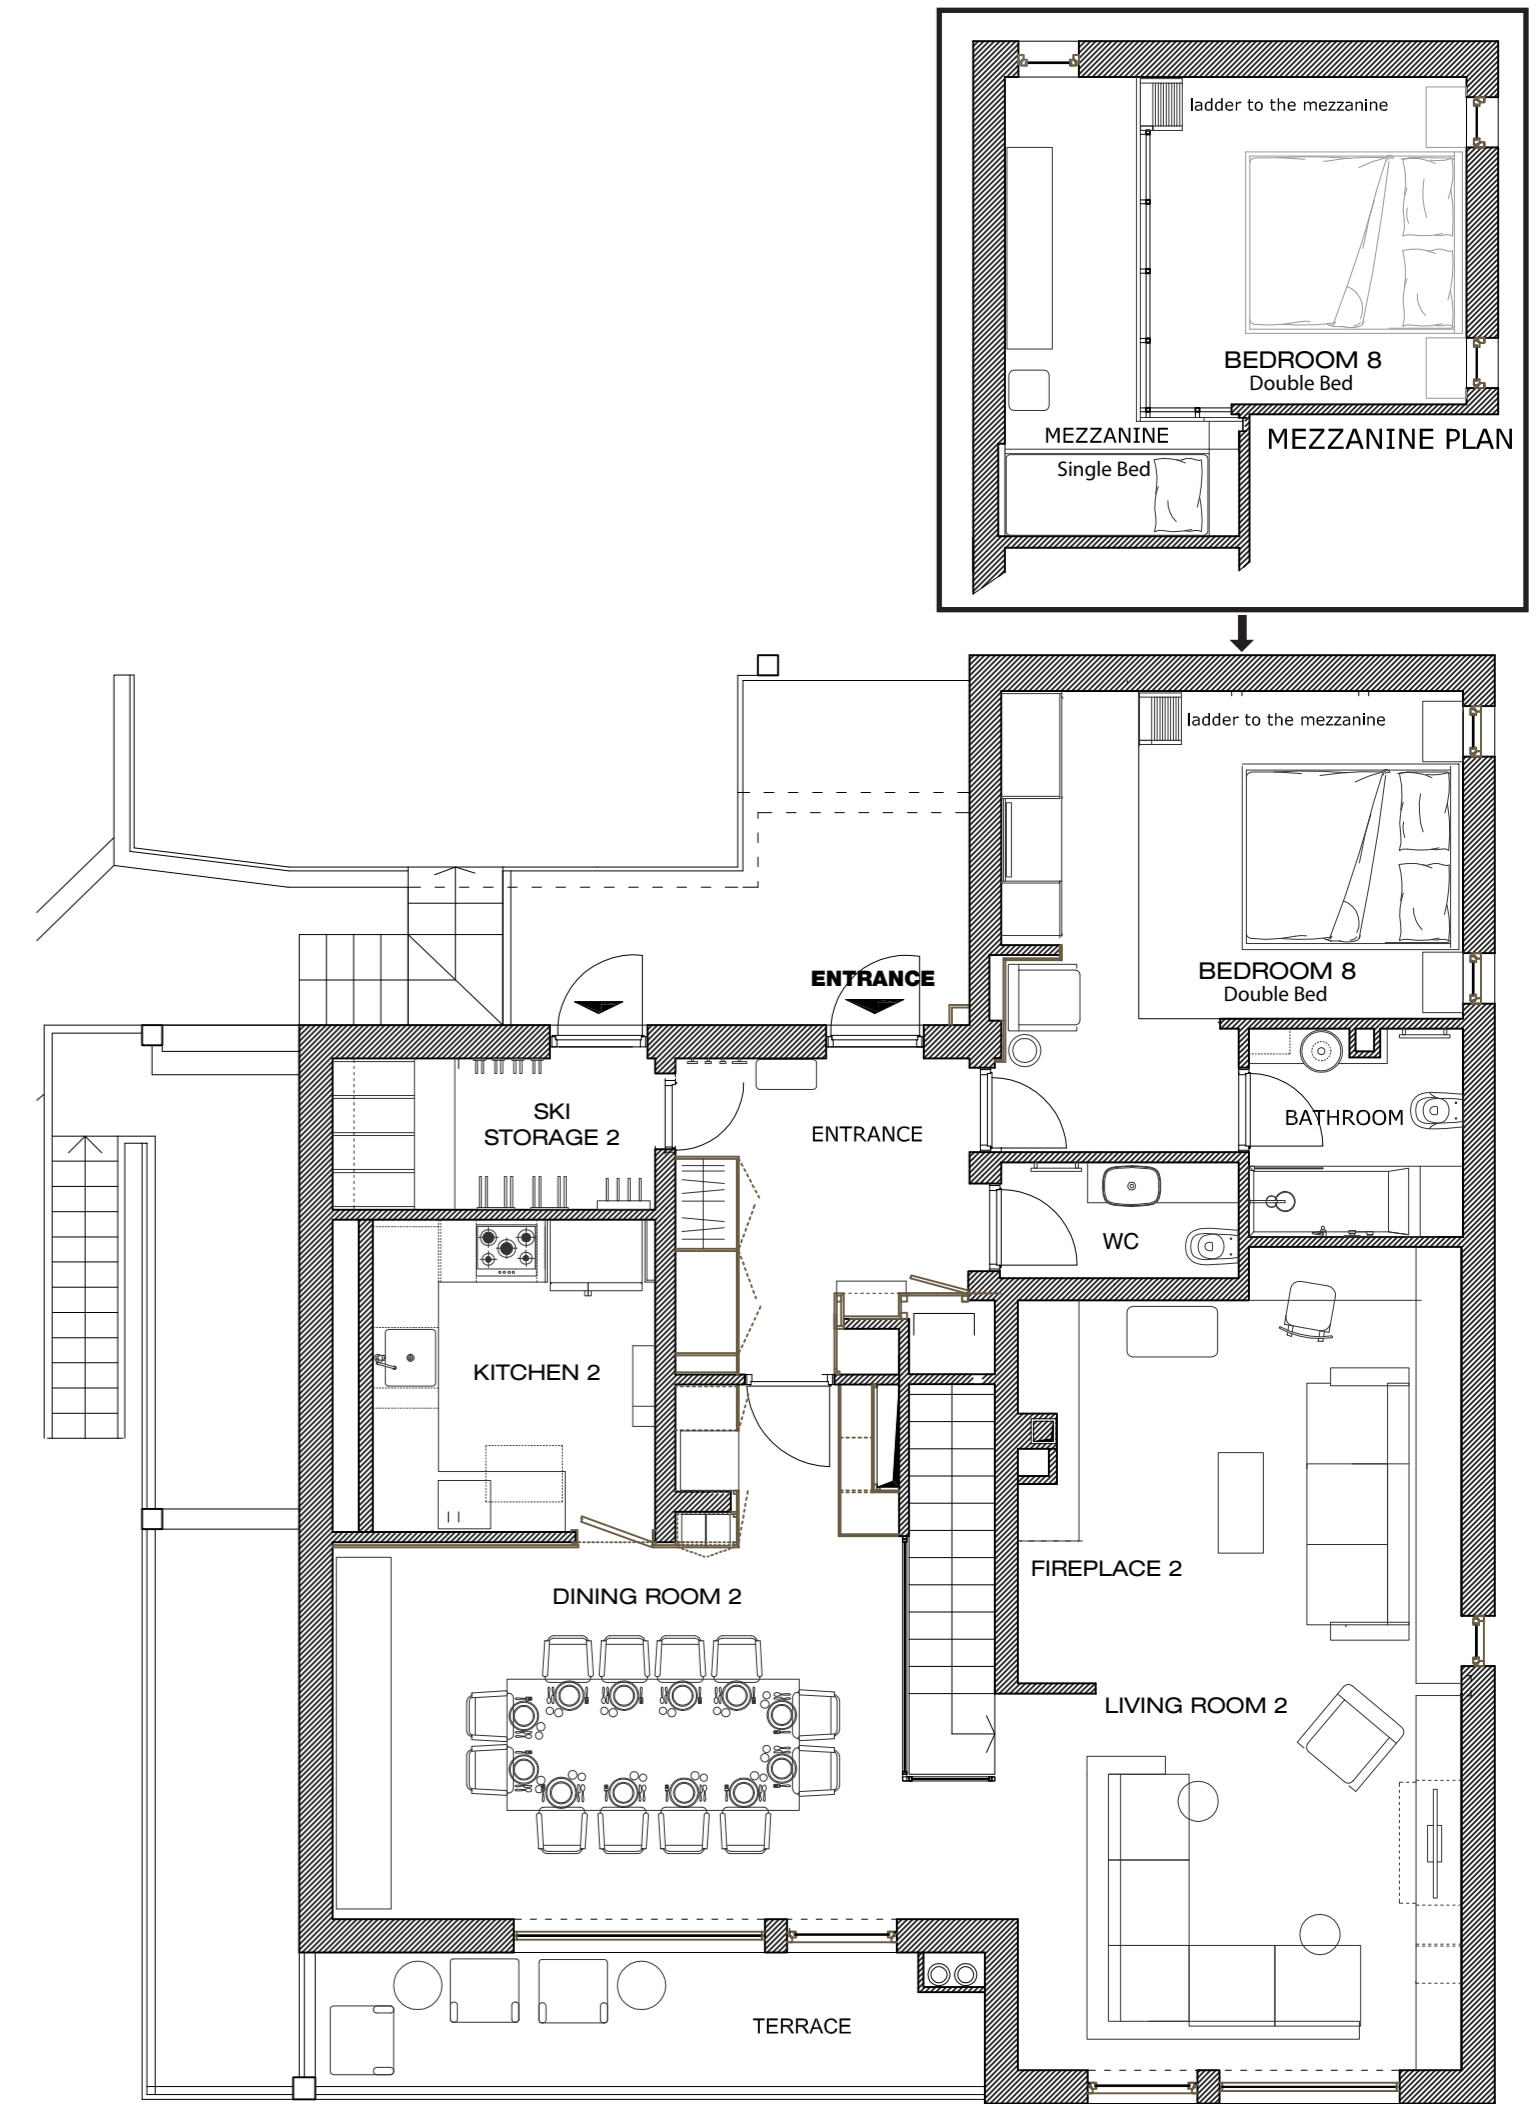 ladder to the mezzanine
BEDROOM 8
Double Bed
MEZZANINE
MEZZANINE PLAN
Single Bed
ladder to the mezzanine
BEDROOM 8
Double Bed
ENTRANCE
SKI
STORAGE 2
ENTRANCE
BATHROOM
WC
KITCHEN 2
FIREPLACE 2
DINING ROOM 2
LIVING ROOM 2
TERRACE